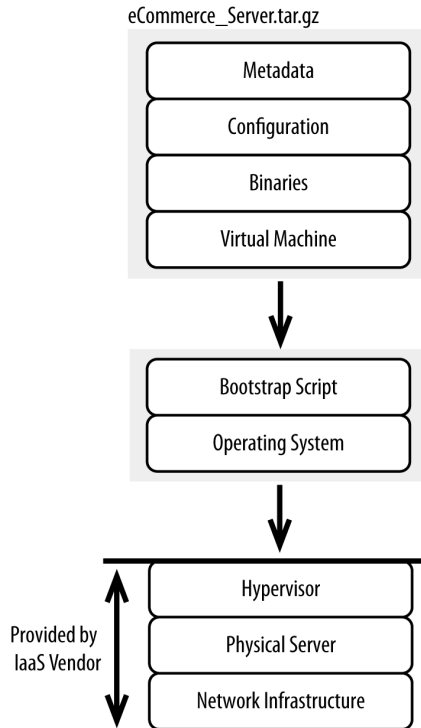 eCommerce_Server.tar.gz
Metadata
Configuration
Binaries
Virtual Machine
Bootstrap Script
Operating System
Hypervisor
Provided by
IaaS Vendor
Physical Server
Network Infrastructure